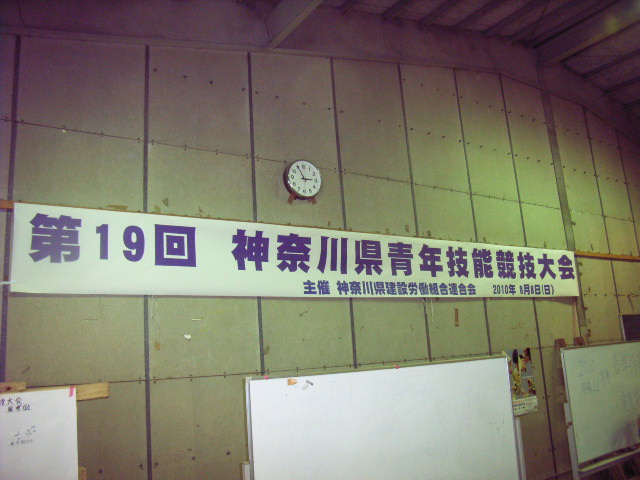 第19回 神奈川県青年技能競技大会
主催 神奈川県建設労働組合連合会 2010年 8月8日(日)